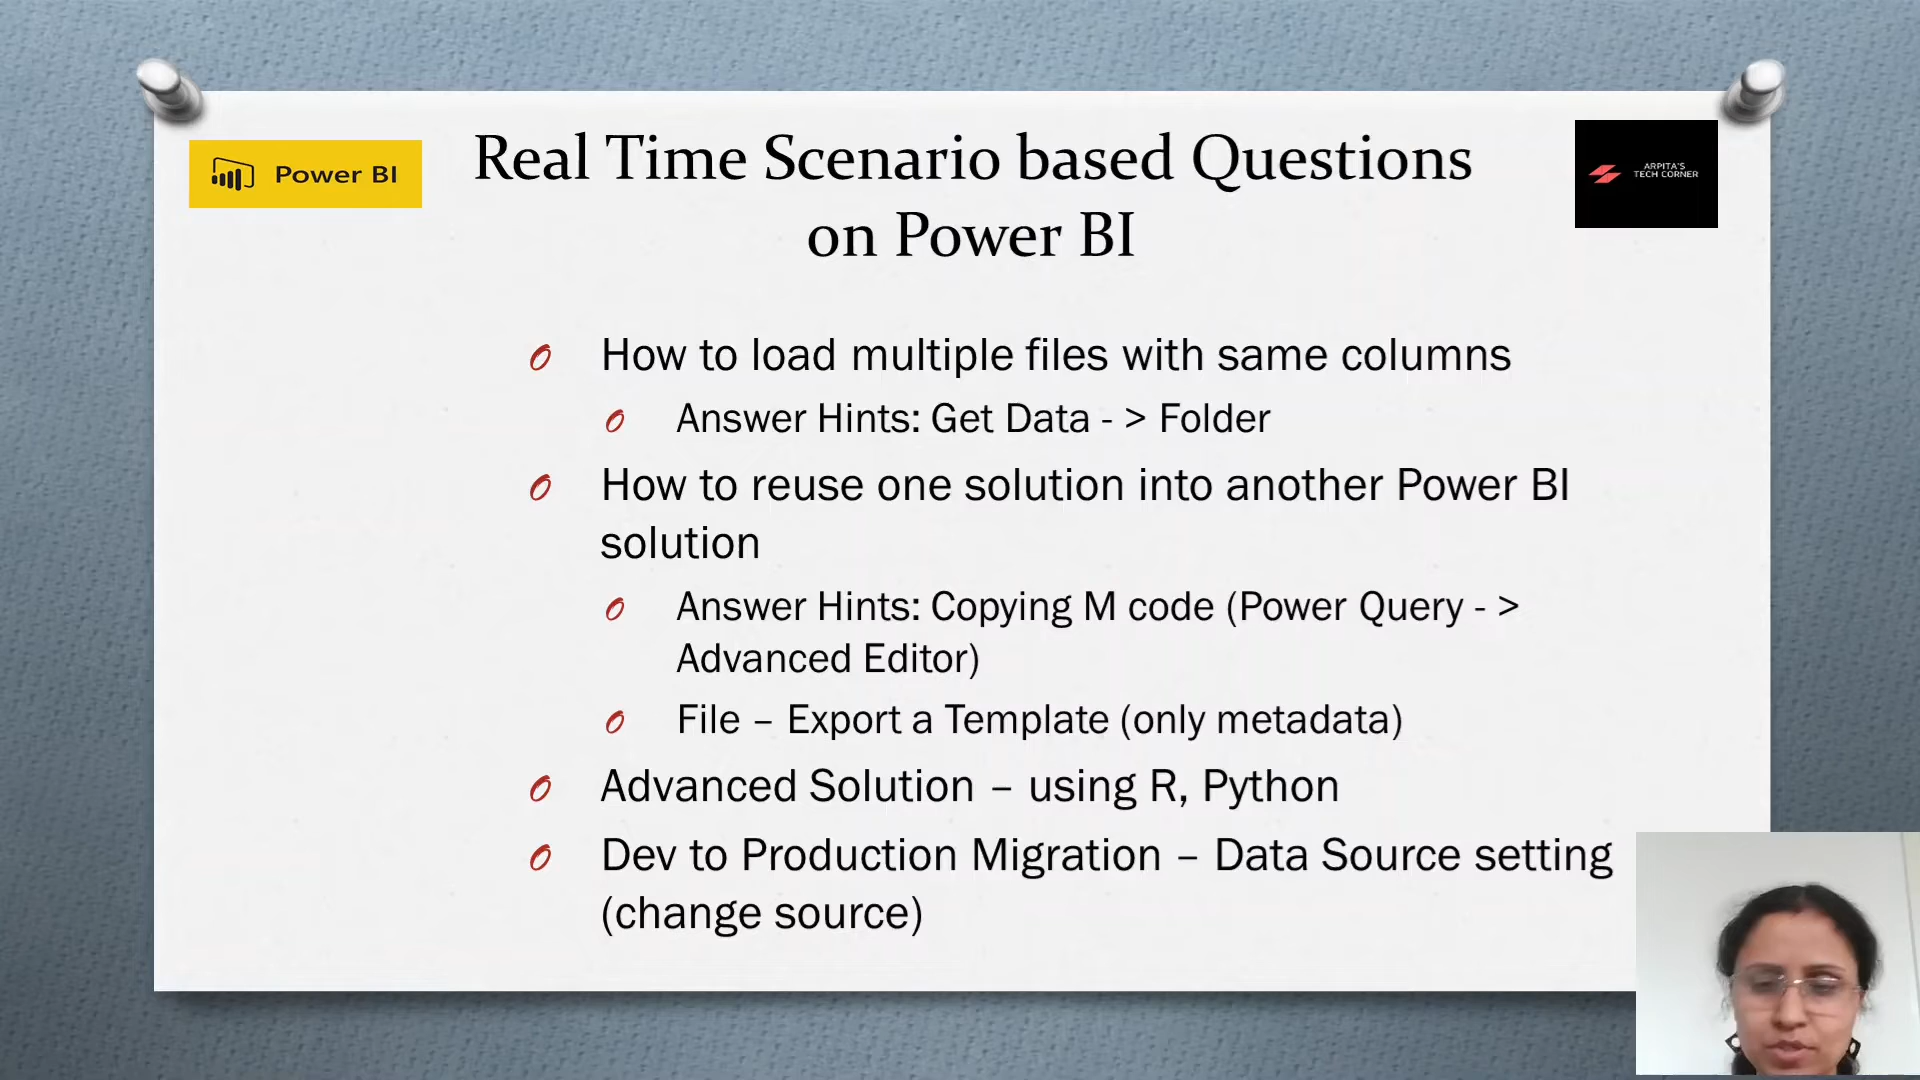 Power BI
Real Time Scenario based Questions
on Power BI
ARPITA'S
TECH CORNER
How to load multiple files with same columns
Answer Hints: Get Data - > Folder
How to reuse one solution into another Power BI
solution
Answer Hints: Copying M code (Power Query - >
Advanced Editor)
File – Export a Template (only metadata)
Advanced Solution – using R, Python
Dev to Production Migration – Data Source setting
(change source)